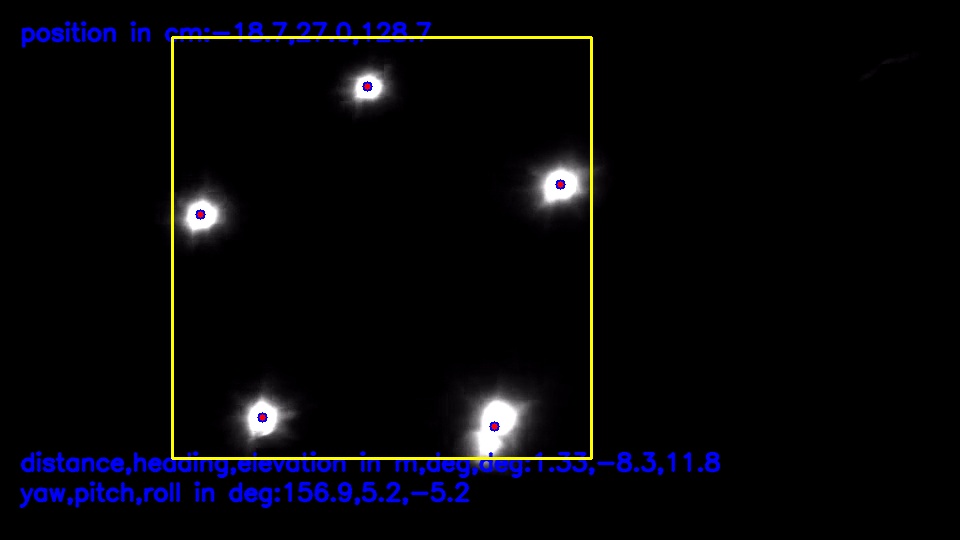 position in cm:-18.7,27.0,128.7
distance,heading,elevation in m,deg,deg:1.33,-8.3,11.8
yaw,pitch,roll in deg:156.9,5.2,-5.2